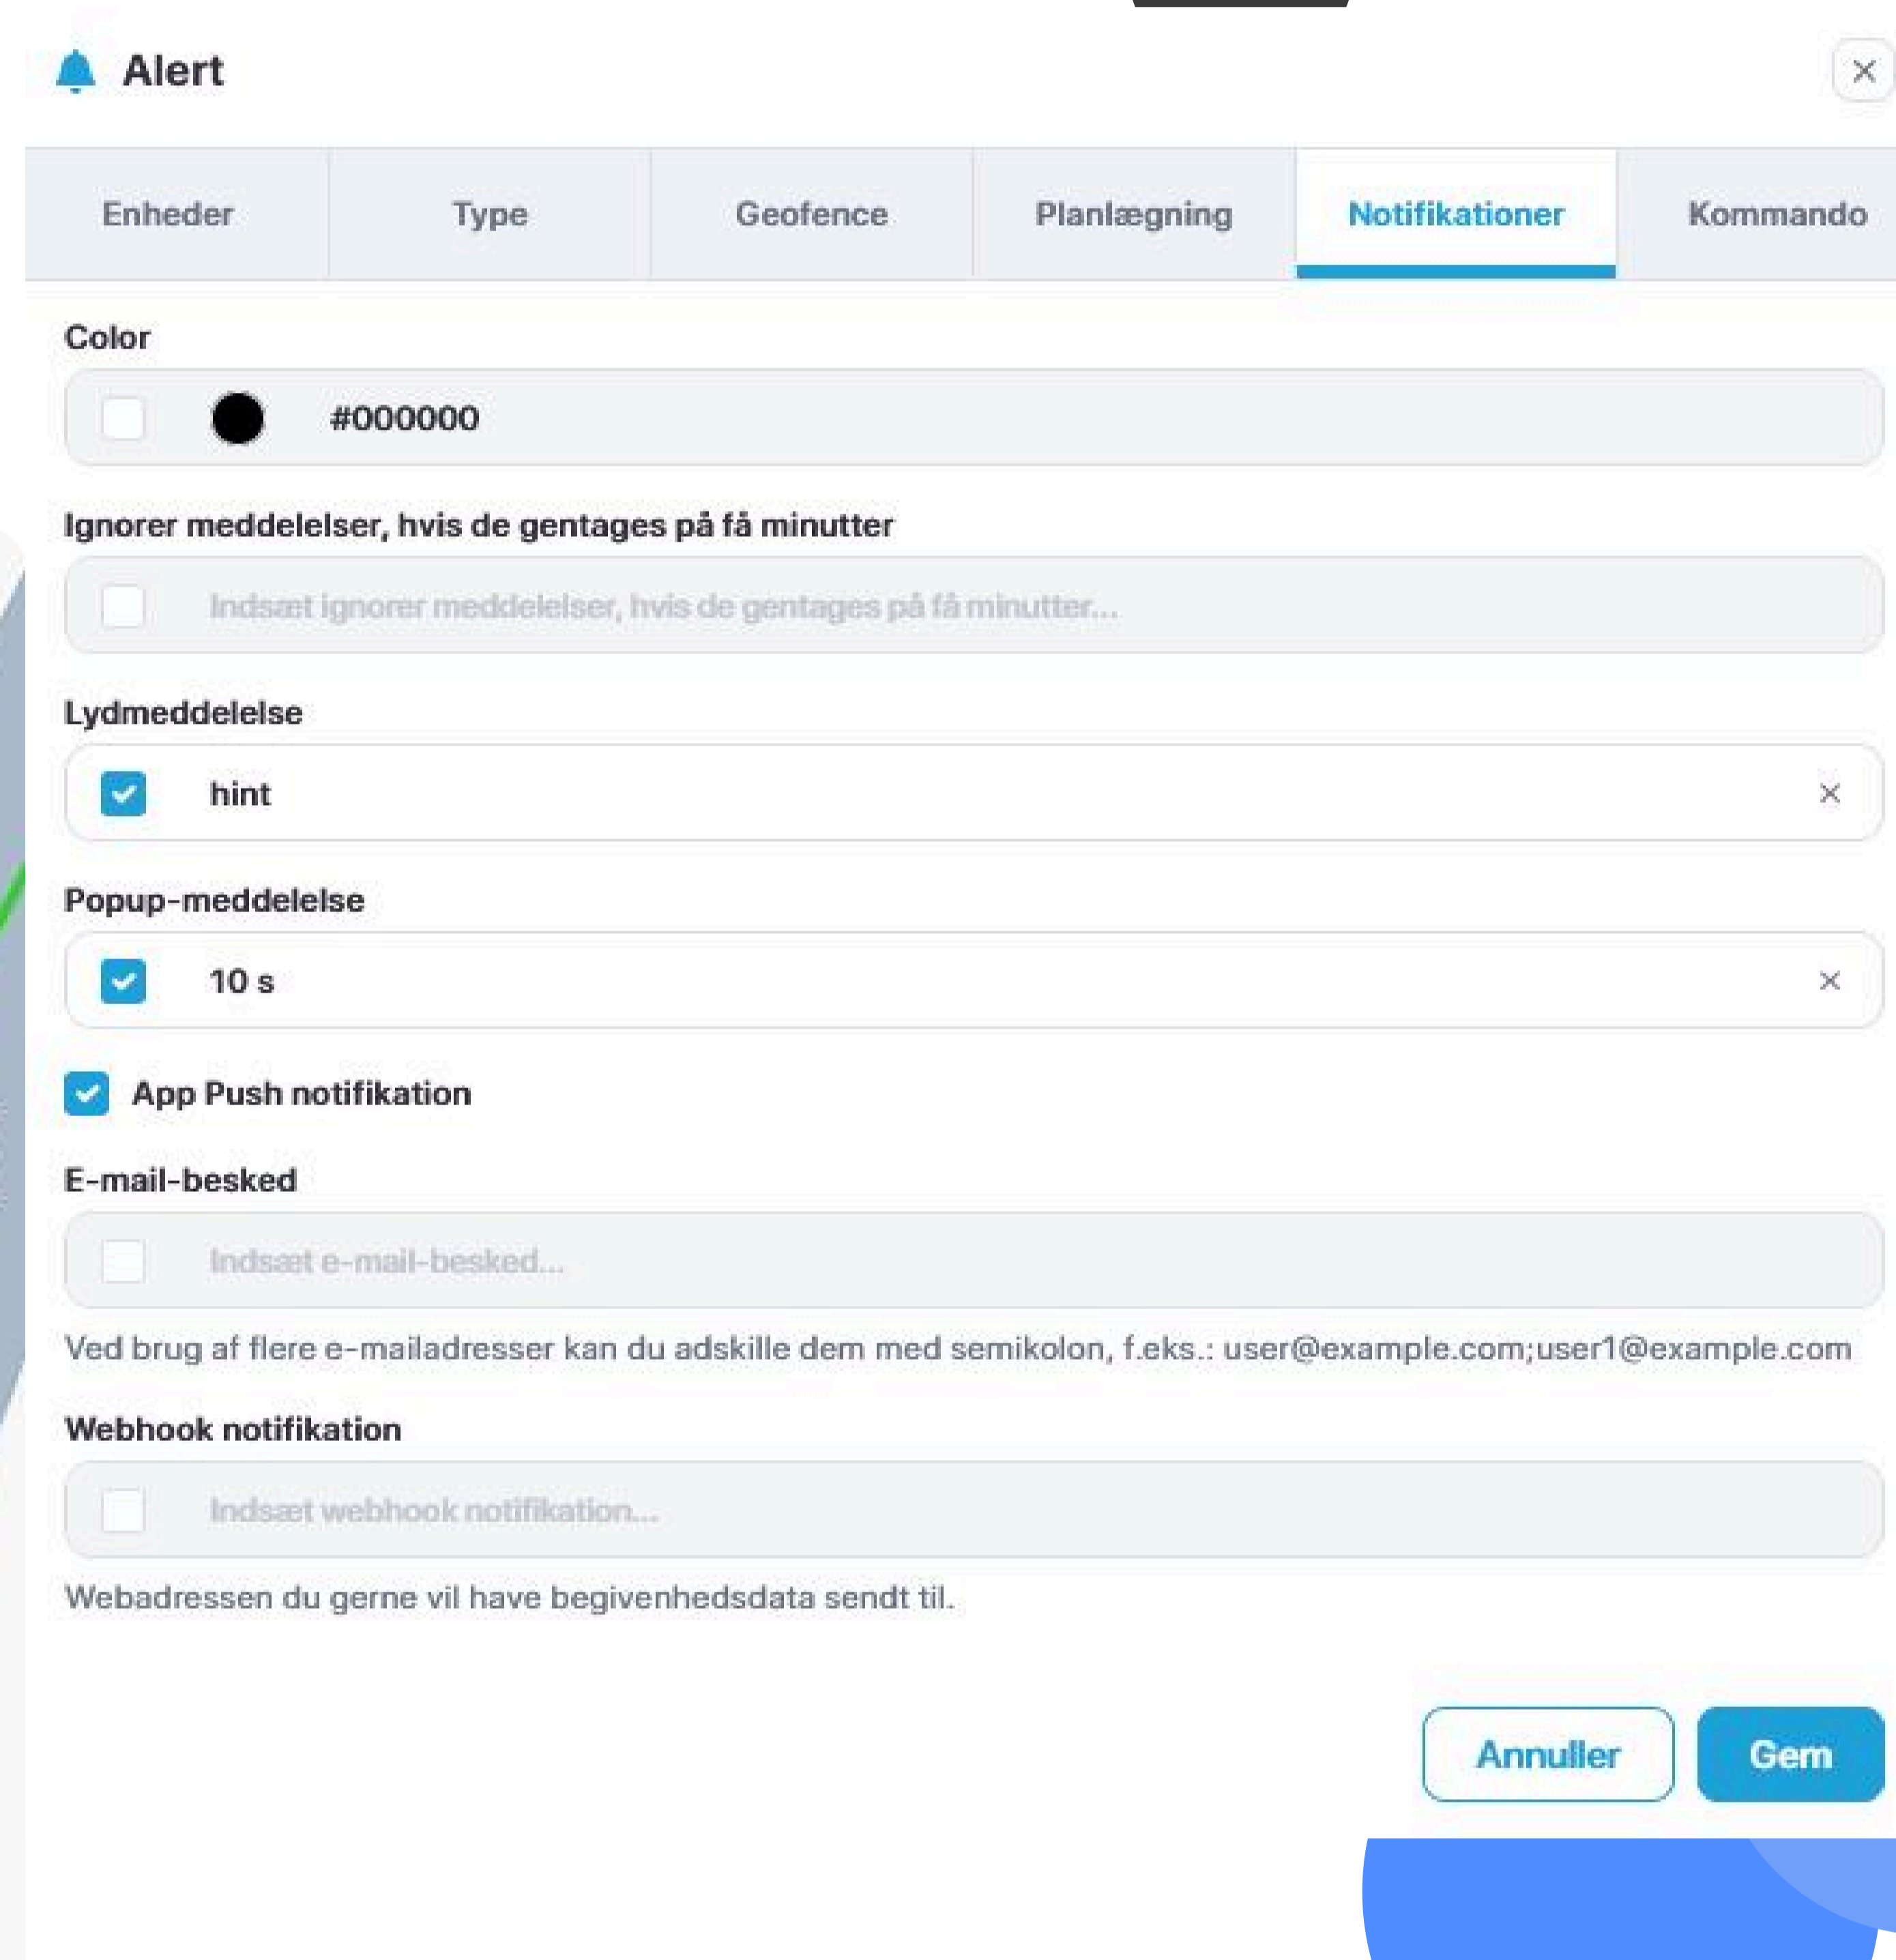 Alert
Enheder Type Geofence Planlægning Notifikationer Kommando
Color
#000000
Ignorer meddelelser, hvis de gentages på få minutter
Indsæt ignorer meddelelser, hvis de gentages på få minutter...
Lydmeddelelse
hint
Popup-meddelelse
10 s
App Push notifikation
E-mail-besked
Indsæt e-mail-besked...
Ved brug af flere e-mailadresser kan du adskille dem med semikolon, f.eks.: user@example.com;user1@example.com
Webhook notifikation
Indsæt webhook notifikation...
Webadressen du gerne vil have begivenhedsdata sendt til.
Annuller Gem